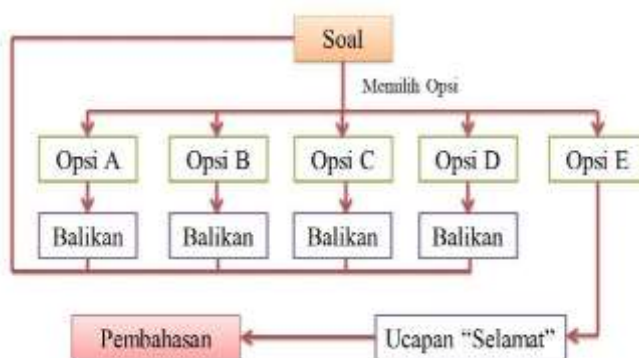 Soal
Memilih Opsi
Opsi A
Opsi B
Opsi C
Opsi D
Opsi E
Balikan
Balikan
Balikan
Balikan
Pembahasan
Ucapan “Selamat”